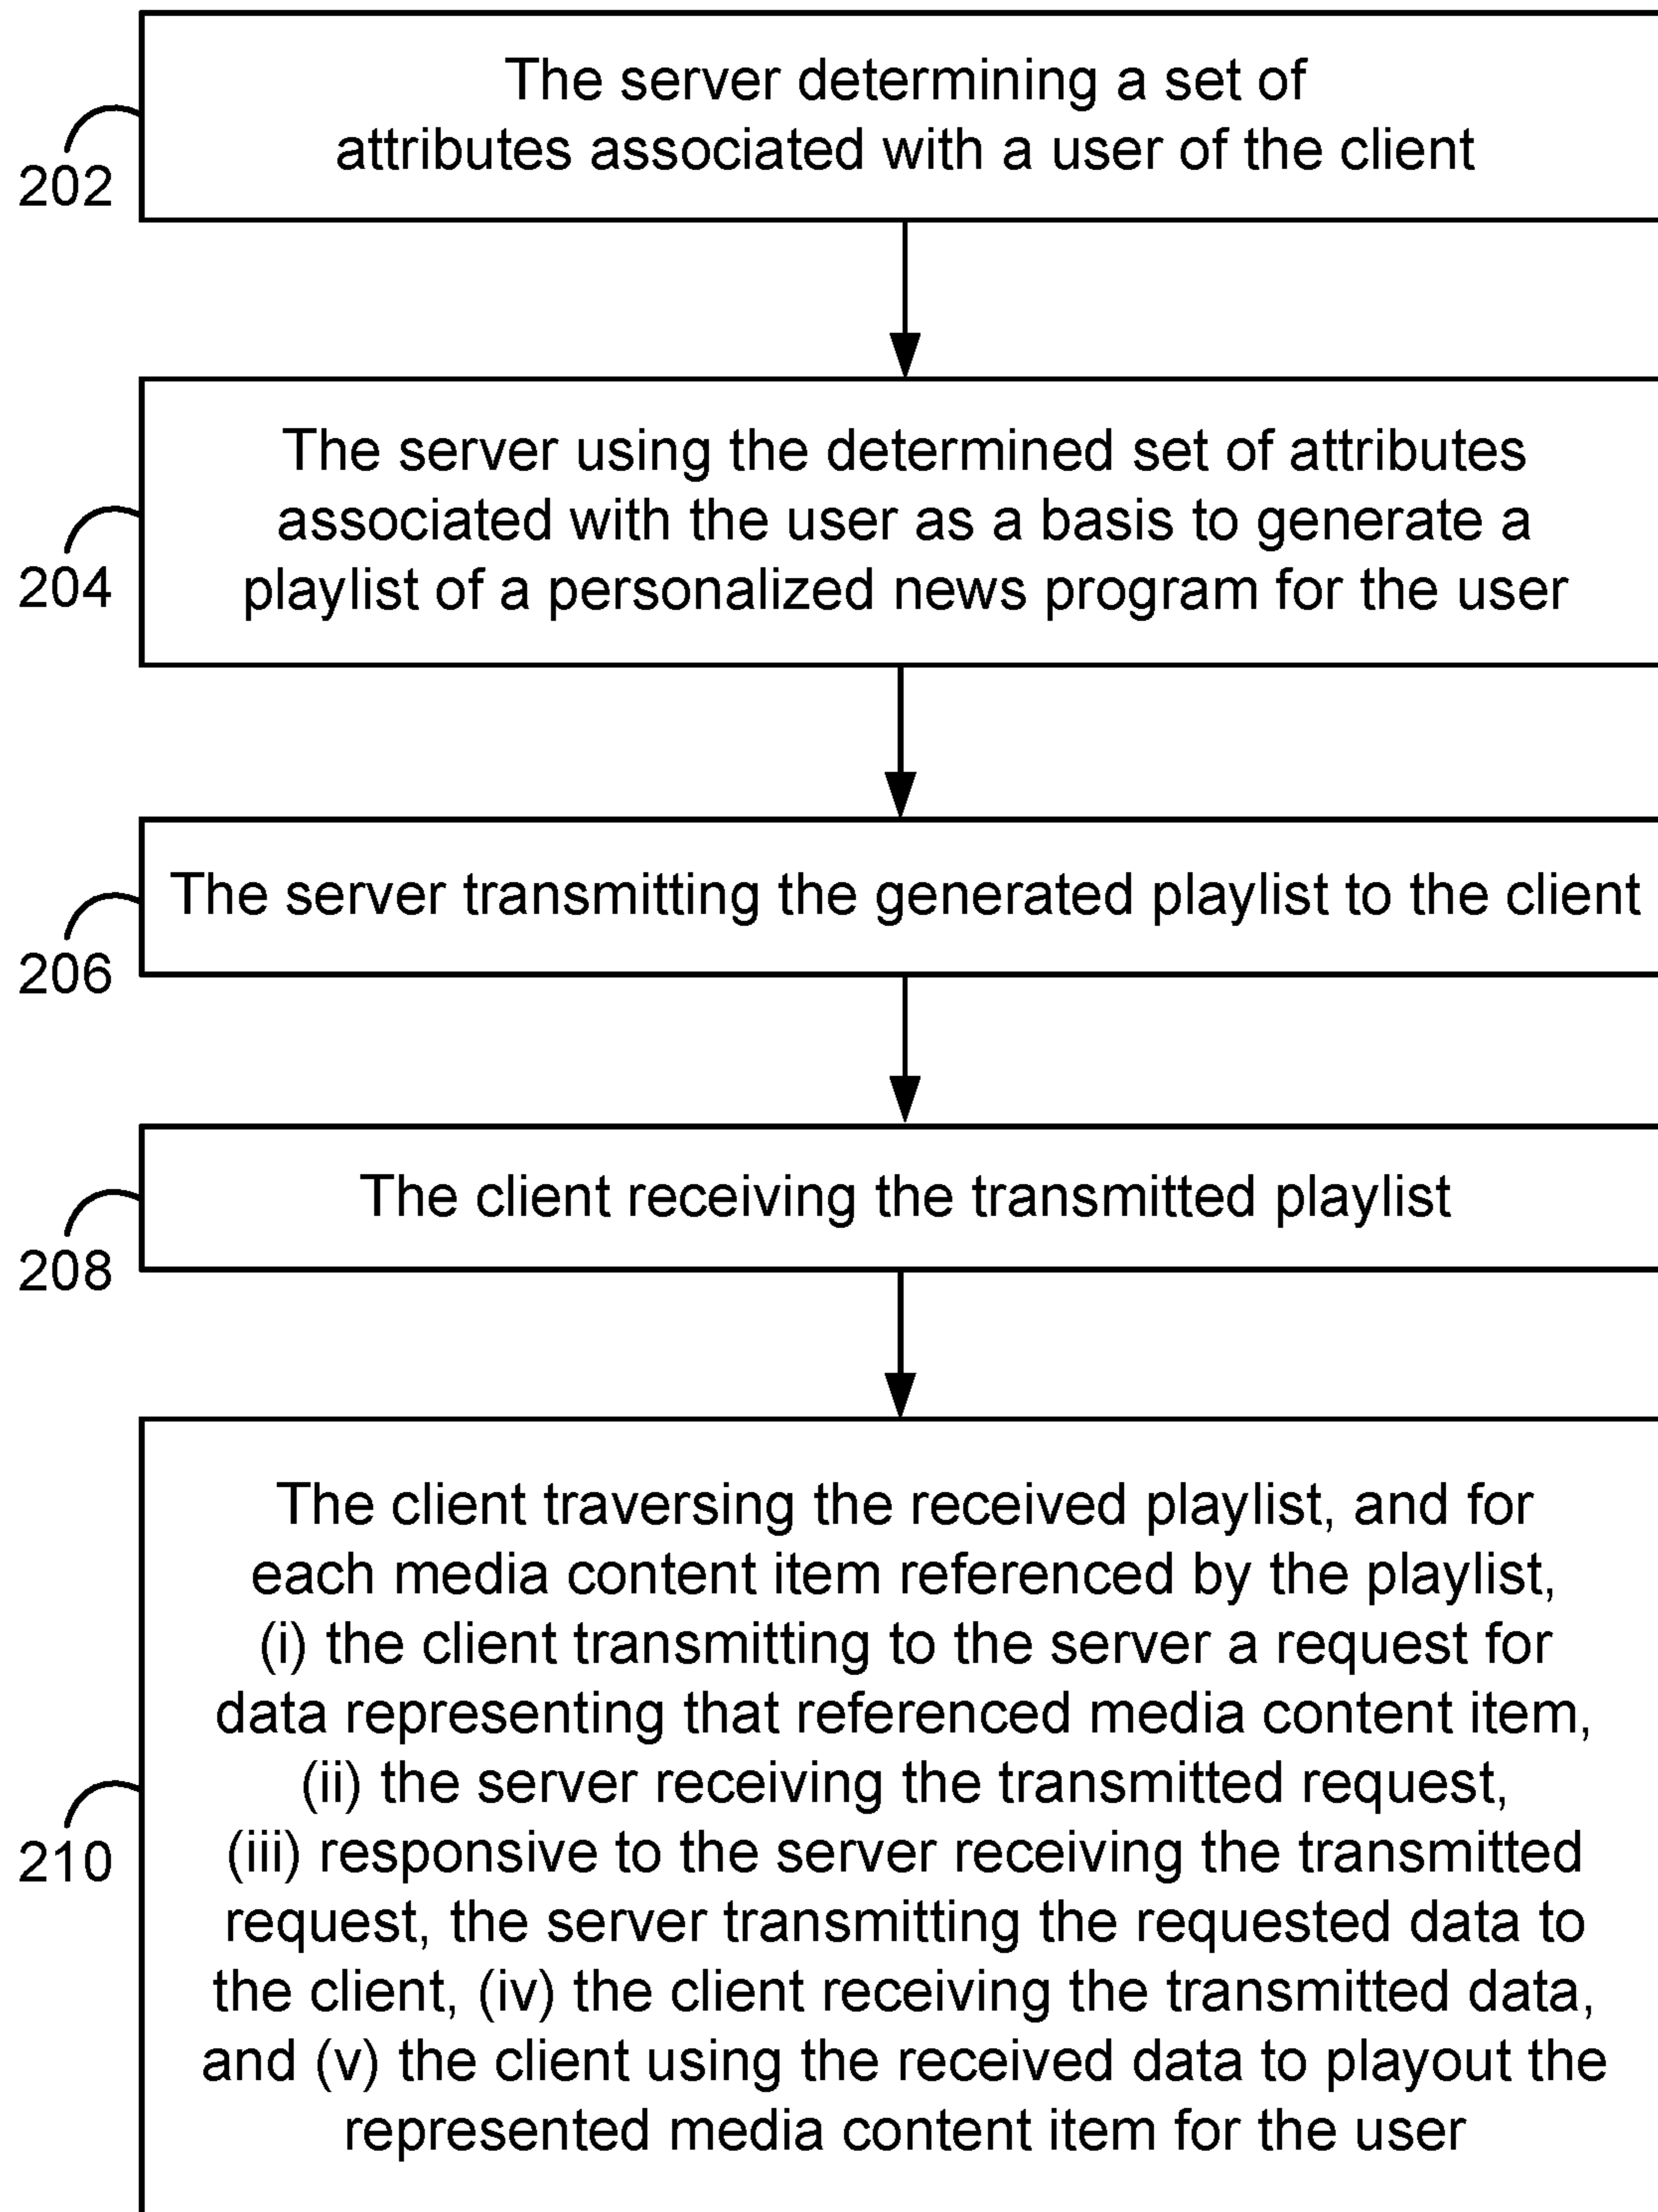 The server determining a set of
attributes associated with a user of the client
202
The server using the determined set of attributes
associated with the user as a basis to generate a
playlist of a personalized news program for the user
204
The server transmitting the generated playlist to the client
206
The client receiving the transmitted playlist
208
The client traversing the received playlist, and for
each media content item referenced by the playlist,
(i) the client transmitting to the server a request for
data representing that referenced media content item,
(ii) the server receiving the transmitted request,
(iii) responsive to the server receiving the transmitted
request, the server transmitting the requested data to
the client, (iv) the client receiving the transmitted data,
and (v) the client using the received data to playout the
represented media content item for the user
210